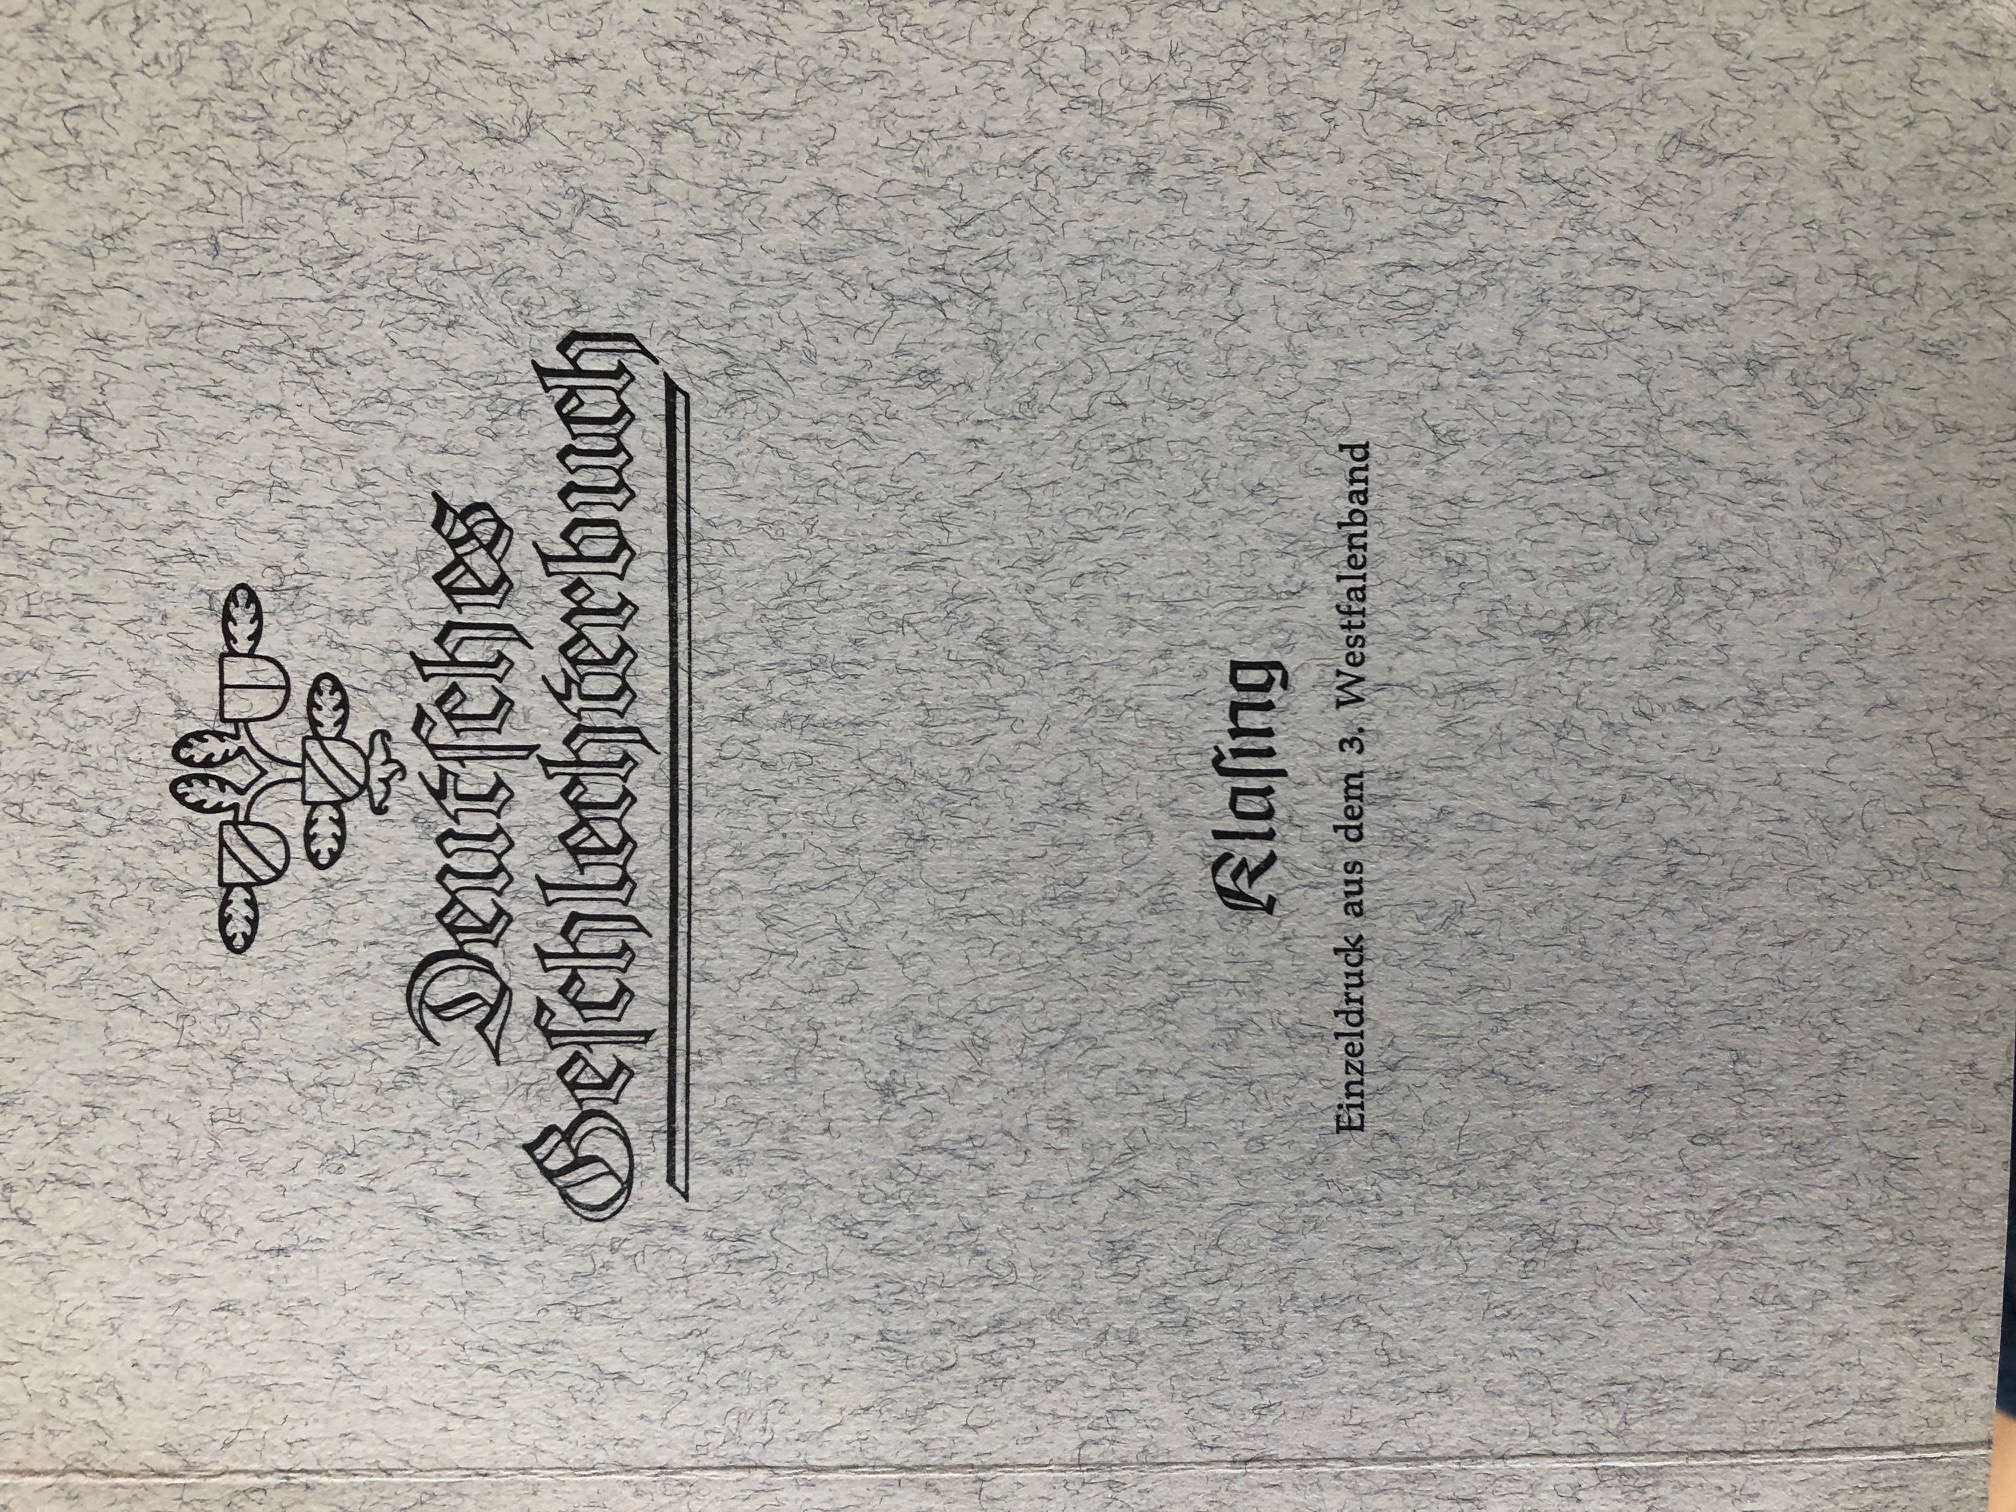 Deutſches
Geſchlechterbuch
Klaſing
Einzeldruck aus dem 3. Westfalenband